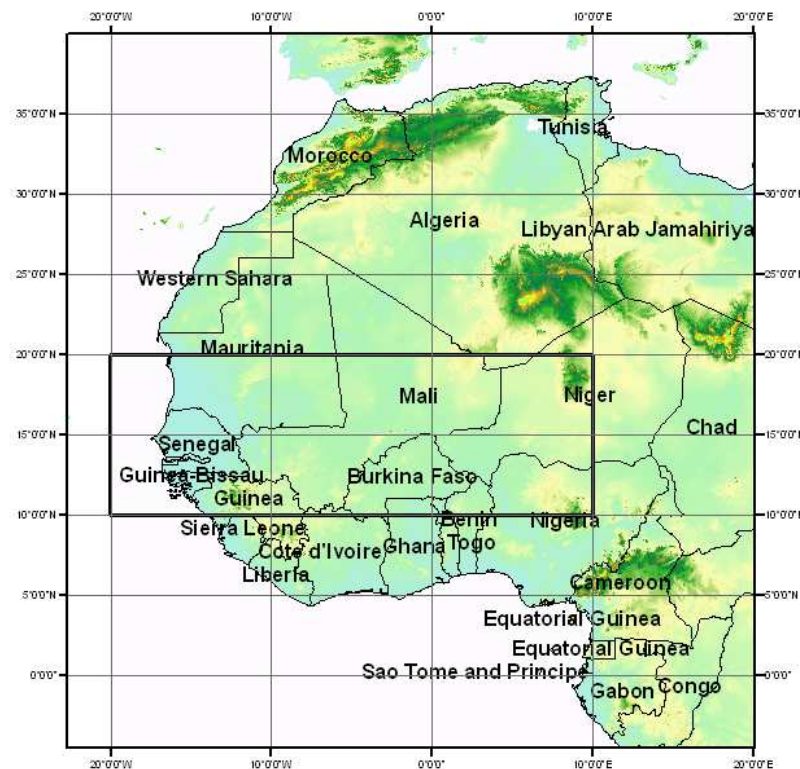 20°0'0"W 10°0'0"W 0°0'0" 10°0'0"E 20°0'0"E
35°0'0"N Tunisia 35°0'0"N
Morocco
30°0'0"N 30°0'0"N
Algeria
Libyan Arab Jamahiriya
25°0'0"N Western Sahara 25°0'0"N
20°0'0"N Mauritania 20°0'0"N
Mali Niger
Chad
15°0'0"N Senegal 15°0'0"N
Guinea-Bissau Burkina Faso
Guinea
10°0'0"N Sierra Leone Benin Nigeria 10°0'0"N
Cote d'Ivoire Ghana Togo
Liberia Cameroon
5°0'0"N 5°0'0"N
Equatorial Guinea
Equatorial Guinea
0°0'0" Sao Tome and Principe 0°0'0"
Gabon Congo
20°0'0"W 10°0'0"W 0°0'0" 10°0'0"E 20°0'0"E